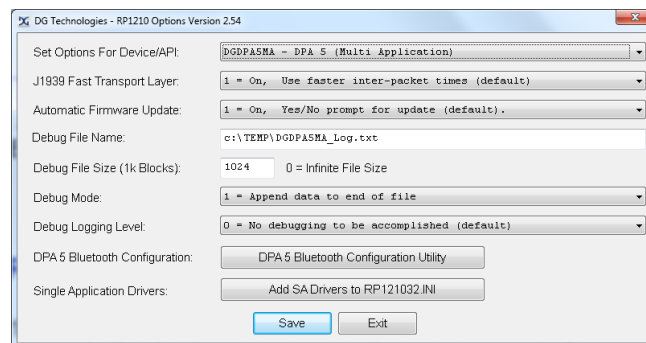 DG Technologies - RP1210 Options Version 2.54
Set Options For Device/API: DGDPA5MA - DPA 5 (Multi Application)
J1939 Fast Transport Layer: 1 = On, Use faster inter-packet times (default)
Automatic Firmware Update: 1 = On, Yes/No prompt for update (default).
Debug File Name: c:\TEMP\DGDPA5MA_Log.txt
Debug File Size (1k Blocks): 1024 0 = Infinite File Size
Debug Mode: 1 = Append data to end of file
Debug Logging Level: 0 = No debugging to be accomplished (default)
DPA 5 Bluetooth Configuration: DPA 5 Bluetooth Configuration Utility
Single Application Drivers: Add SA Drivers to RP121032.INI
Save Exit